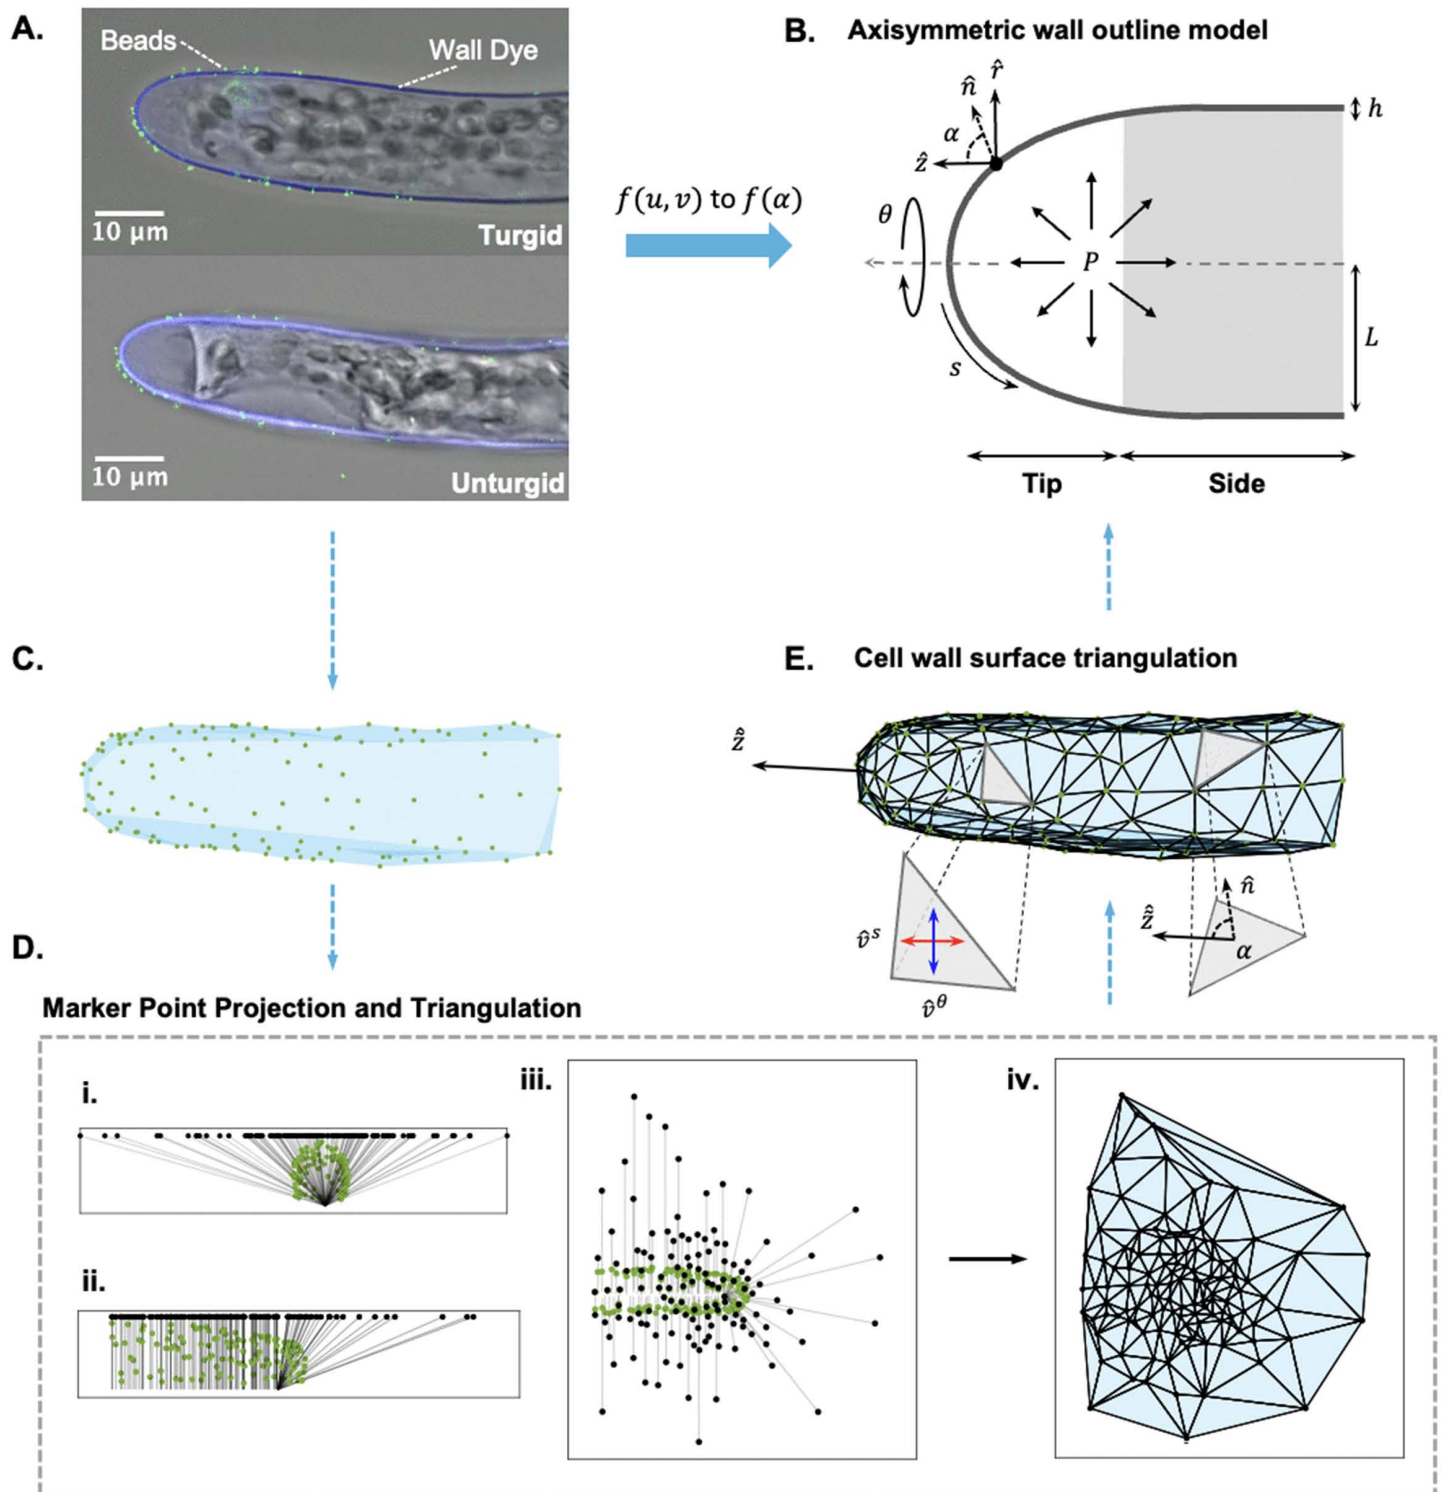 A.
Beads
Wall Dye
10 μm
Turgid
10 μm
Unturgid
f(u, v) to f(α)
B. Axisymmetric wall outline model
r̂
n̂
α
ẑ
h
θ
P
L
s
Tip
Side
C.
E. Cell wall surface triangulation
ẑ̂
v̂ˢ
v̂ᶿ
n̂
ẑ̂
α
D.
Marker Point Projection and Triangulation
i.
ii.
iii.
iv.